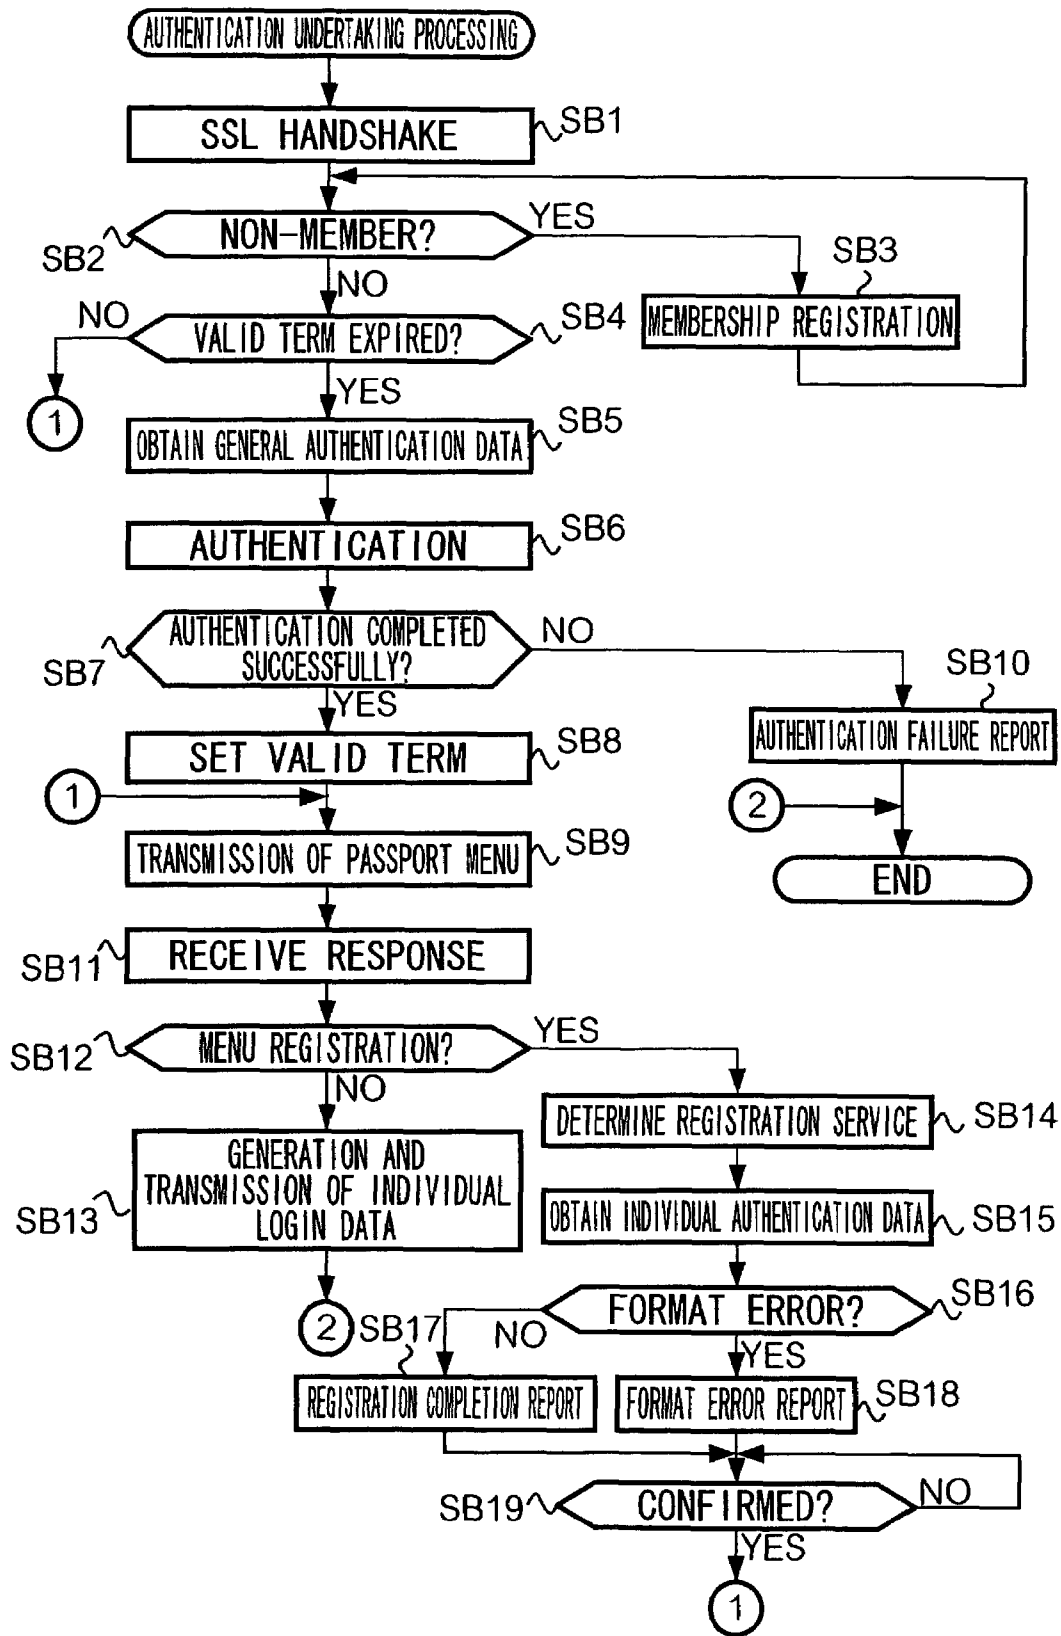 AUTHENTICATION UNDERTAKING PROCESSING
SSL HANDSHAKE
SB1
NON-MEMBER?
YES
SB2
NO
SB3
MEMBERSHIP REGISTRATION
NO
VALID TERM EXPIRED?
SB4
YES
1
OBTAIN GENERAL AUTHENTICATION DATA
SB5
AUTHENTICATION
SB6
AUTHENTICATION COMPLETED
SUCCESSFULLY?
NO
SB7
YES
SB10
AUTHENTICATION FAILURE REPORT
SET VALID TERM
SB8
1
2
TRANSMISSION OF PASSPORT MENU
SB9
END
RECEIVE RESPONSE
SB11
MENU REGISTRATION?
YES
SB12
NO
DETERMINE REGISTRATION SERVICE
SB14
GENERATION AND
TRANSMISSION OF INDIVIDUAL
LOGIN DATA
SB13
OBTAIN INDIVIDUAL AUTHENTICATION DATA
SB15
2
FORMAT ERROR?
SB16
NO
SB17
YES
REGISTRATION COMPLETION REPORT
FORMAT ERROR REPORT
SB18
CONFIRMED?
NO
SB19
YES
1